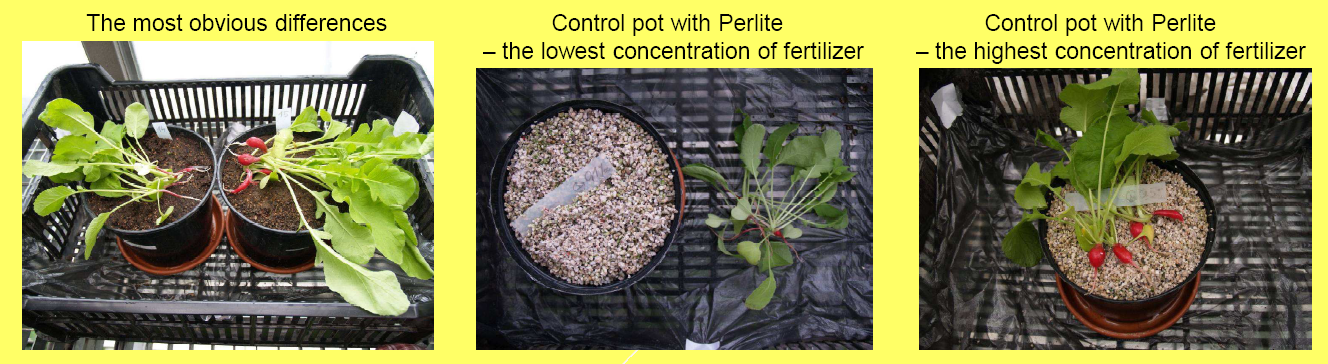 The most obvious differences
Control pot with Perlite
– the lowest concentration of fertilizer
Control pot with Perlite
– the highest concentration of fertilizer